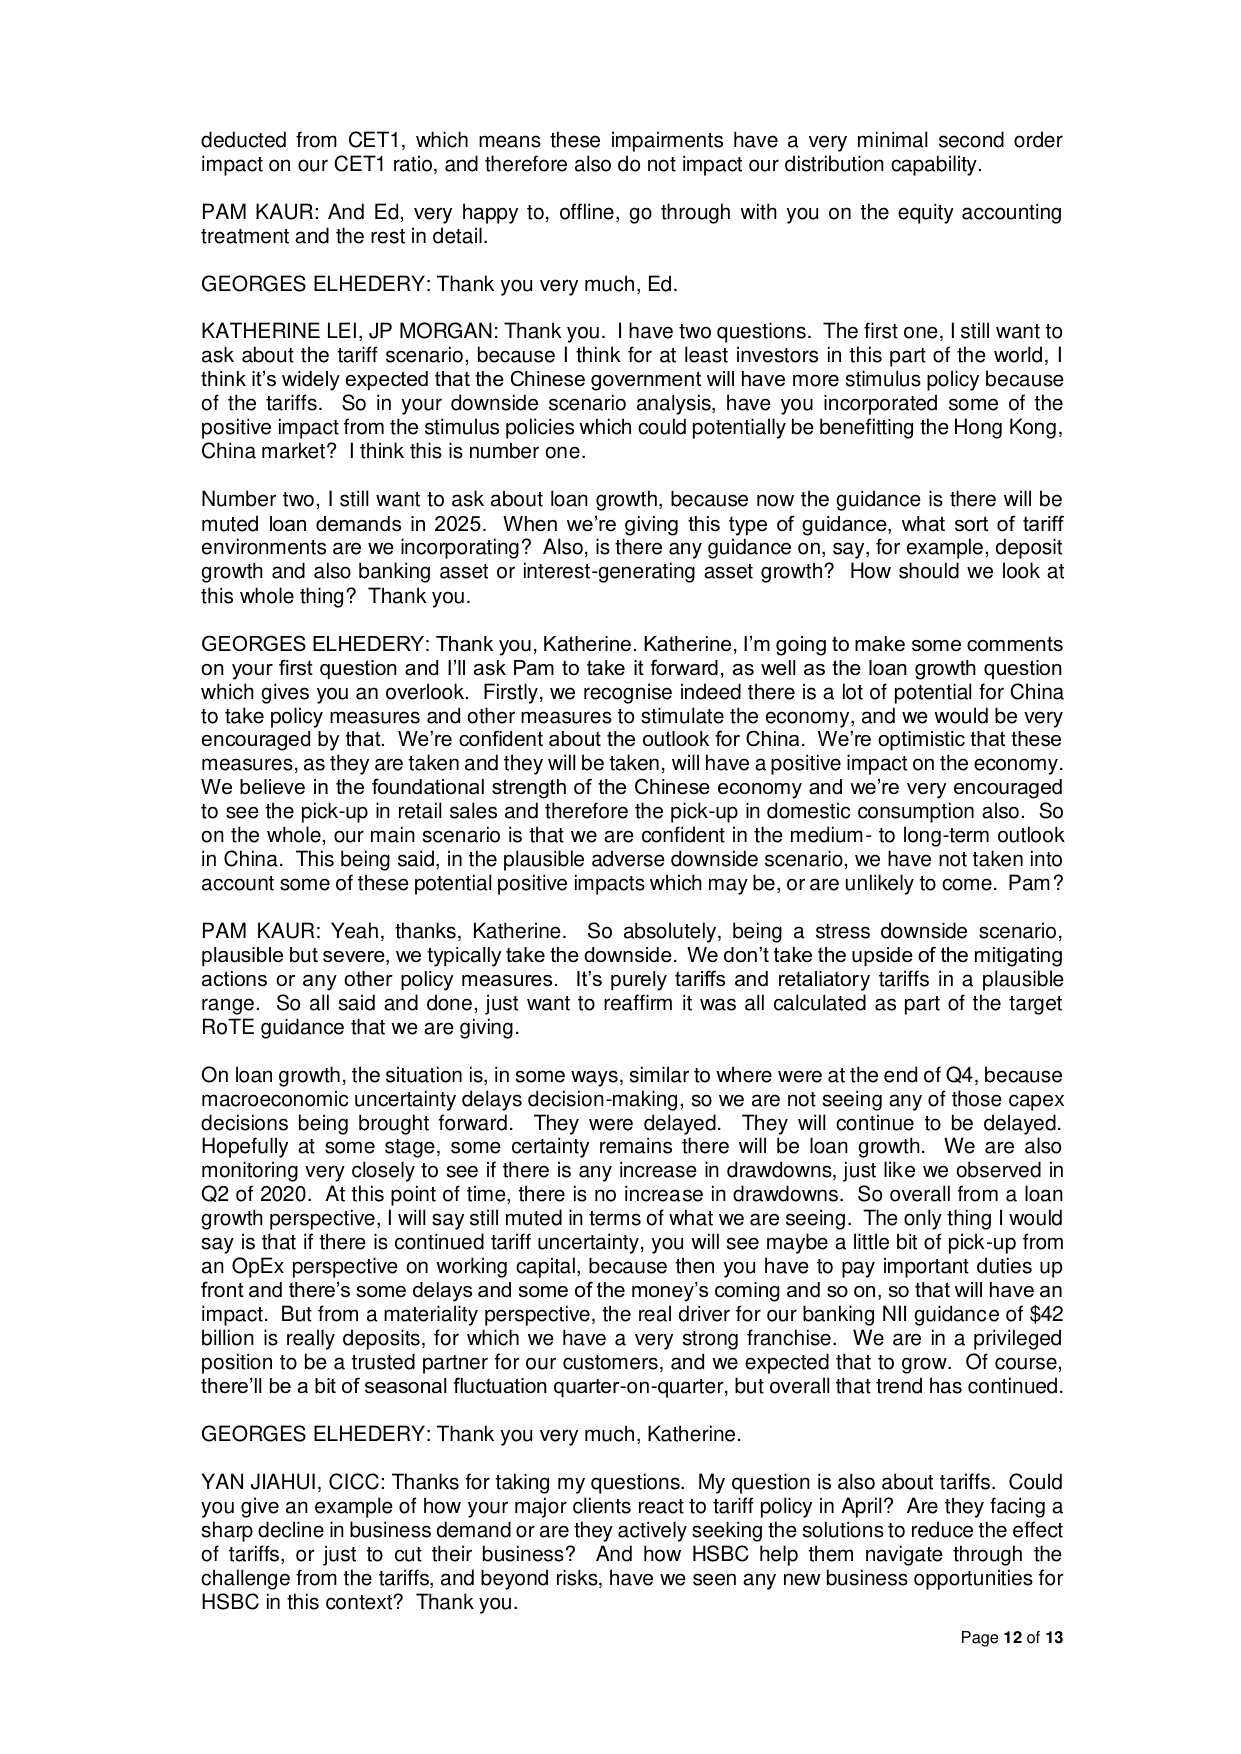 deducted from CET1, which means these impairments have a very minimal second order
impact on our CET1 ratio, and therefore also do not impact our distribution capability.
PAM KAUR: And Ed, very happy to, offline, go through with you on the equity accounting
treatment and the rest in detail.
GEORGES ELHEDERY: Thank you very much, Ed.
KATHERINE LEI, JP MORGAN: Thank you.  I have two questions.  The first one, I still want to
ask about the tariff scenario, because I think for at least investors in this part of the world, I
think it’s widely expected that the Chinese government will have more stimulus policy because
of the tariffs.  So in your downside scenario analysis, have you incorporated some of the
positive impact from the stimulus policies which could potentially be benefitting the Hong Kong,
China market?  I think this is number one.
Number two, I still want to ask about loan growth, because now the guidance is there will be
muted loan demands in 2025.  When we’re giving this type of guidance, what sort of tariff
environments are we incorporating?  Also, is there any guidance on, say, for example, deposit
growth and also banking asset or interest-generating asset growth?  How should we look at
this whole thing?  Thank you.
GEORGES ELHEDERY: Thank you, Katherine. Katherine, I’m going to make some comments
on your first question and I’ll ask Pam to take it forward, as well as the loan growth question
which gives you an overlook.  Firstly, we recognise indeed there is a lot of potential for China
to take policy measures and other measures to stimulate the economy, and we would be very
encouraged by that.  We’re confident about the outlook for China.  We’re optimistic that these
measures, as they are taken and they will be taken, will have a positive impact on the economy.
We believe in the foundational strength of the Chinese economy and we’re very encouraged
to see the pick-up in retail sales and therefore the pick-up in domestic consumption also.  So
on the whole, our main scenario is that we are confident in the medium- to long-term outlook
in China.  This being said, in the plausible adverse downside scenario, we have not taken into
account some of these potential positive impacts which may be, or are unlikely to come.  Pam?
PAM KAUR: Yeah, thanks, Katherine.  So absolutely, being a stress downside scenario,
plausible but severe, we typically take the downside.  We don’t take the upside of the mitigating
actions or any other policy measures.  It’s purely tariffs and retaliatory tariffs in a plausible
range.  So all said and done, just want to reaffirm it was all calculated as part of the target
RoTE guidance that we are giving.
On loan growth, the situation is, in some ways, similar to where were at the end of Q4, because
macroeconomic uncertainty delays decision-making, so we are not seeing any of those capex
decisions being brought forward.  They were delayed.  They will continue to be delayed.
Hopefully at some stage, some certainty remains there will be loan growth.  We are also
monitoring very closely to see if there is any increase in drawdowns, just like we observed in
Q2 of 2020.  At this point of time, there is no increase in drawdowns.  So overall from a loan
growth perspective, I will say still muted in terms of what we are seeing.  The only thing I would
say is that if there is continued tariff uncertainty, you will see maybe a little bit of pick-up from
an OpEx perspective on working capital, because then you have to pay important duties up
front and there’s some delays and some of the money’s coming and so on, so that will have an
impact.  But from a materiality perspective, the real driver for our banking NII guidance of $42
billion is really deposits, for which we have a very strong franchise.  We are in a privileged
position to be a trusted partner for our customers, and we expected that to grow.  Of course,
there’ll be a bit of seasonal fluctuation quarter-on-quarter, but overall that trend has continued.
GEORGES ELHEDERY: Thank you very much, Katherine.
YAN JIAHUI, CICC: Thanks for taking my questions.  My question is also about tariffs.  Could
you give an example of how your major clients react to tariff policy in April?  Are they facing a
sharp decline in business demand or are they actively seeking the solutions to reduce the effect
of tariffs, or just to cut their business?  And how HSBC help them navigate through the
challenge from the tariffs, and beyond risks, have we seen any new business opportunities for
HSBC in this context?  Thank you.
Page 12 of 13